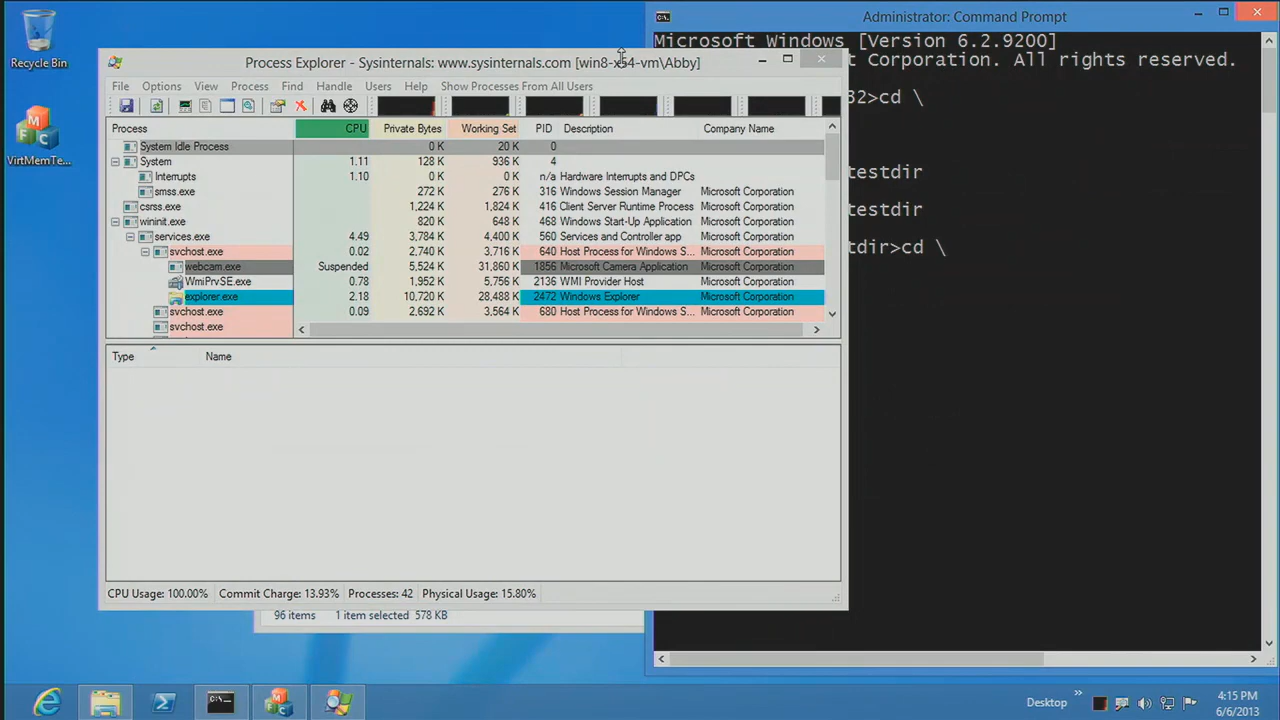 Recycle Bin
VirtMemTe...
Administrator: Command Prompt
Microsoft Windows [Version 6.2.9200]
t Corporation. All rights reserved.
32>cd \
testdir
testdir
tdir>cd \
Process Explorer - Sysinternals: www.sysinternals.com [win8-x64-vm\Abby]
File Options View Process Find Handle Users Help Show Processes From All Users
Process CPU Private Bytes Working Set PID Description Company Name
System Idle Process 0 K 20 K 0
System 1.11 128 K 936 K 4
Interrupts 1.10 0 K 0 K n/a Hardware Interrupts and DPCs
smss.exe 272 K 276 K 316 Windows Session Manager Microsoft Corporation
csrss.exe 1,224 K 1,824 K 416 Client Server Runtime Process Microsoft Corporation
wininit.exe 820 K 648 K 468 Windows Start-Up Application Microsoft Corporation
services.exe 4.49 3,784 K 4,400 K 560 Services and Controller app Microsoft Corporation
svchost.exe 0.02 2,740 K 3,716 K 640 Host Process for Windows S... Microsoft Corporation
webcam.exe Suspended 5,524 K 31,860 K 1856 Microsoft Camera Application Microsoft Corporation
WmiPrvSE.exe 0.78 1,952 K 5,756 K 2136 WMI Provider Host Microsoft Corporation
explorer.exe 2.18 10,720 K 28,488 K 2472 Windows Explorer Microsoft Corporation
svchost.exe 0.09 2,692 K 3,564 K 680 Host Process for Windows S... Microsoft Corporation
svchost.exe
Type Name
CPU Usage: 100.00% Commit Charge: 13.93% Processes: 42 Physical Usage: 15.80%
96 items 1 item selected 578 KB
Desktop
4:15 PM
6/6/2013